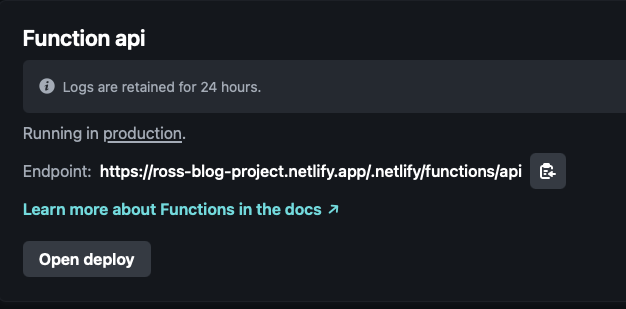 Function api
Logs are retained for 24 hours.
Running in production.
Endpoint: https://ross-blog-project.netlify.app/.netlify/functions/api
Learn more about Functions in the docs ↗
Open deploy